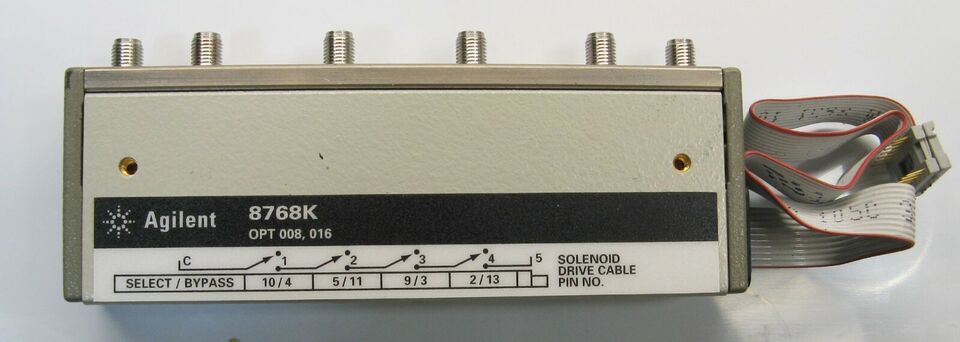 Agilent 8768K
OPT 008, 016
C 1 2 3 4 5
SOLENOID
DRIVE CABLE
PIN NO.
SELECT / BYPASS 10 / 4 5 / 11 9 / 3 2 / 13
105C